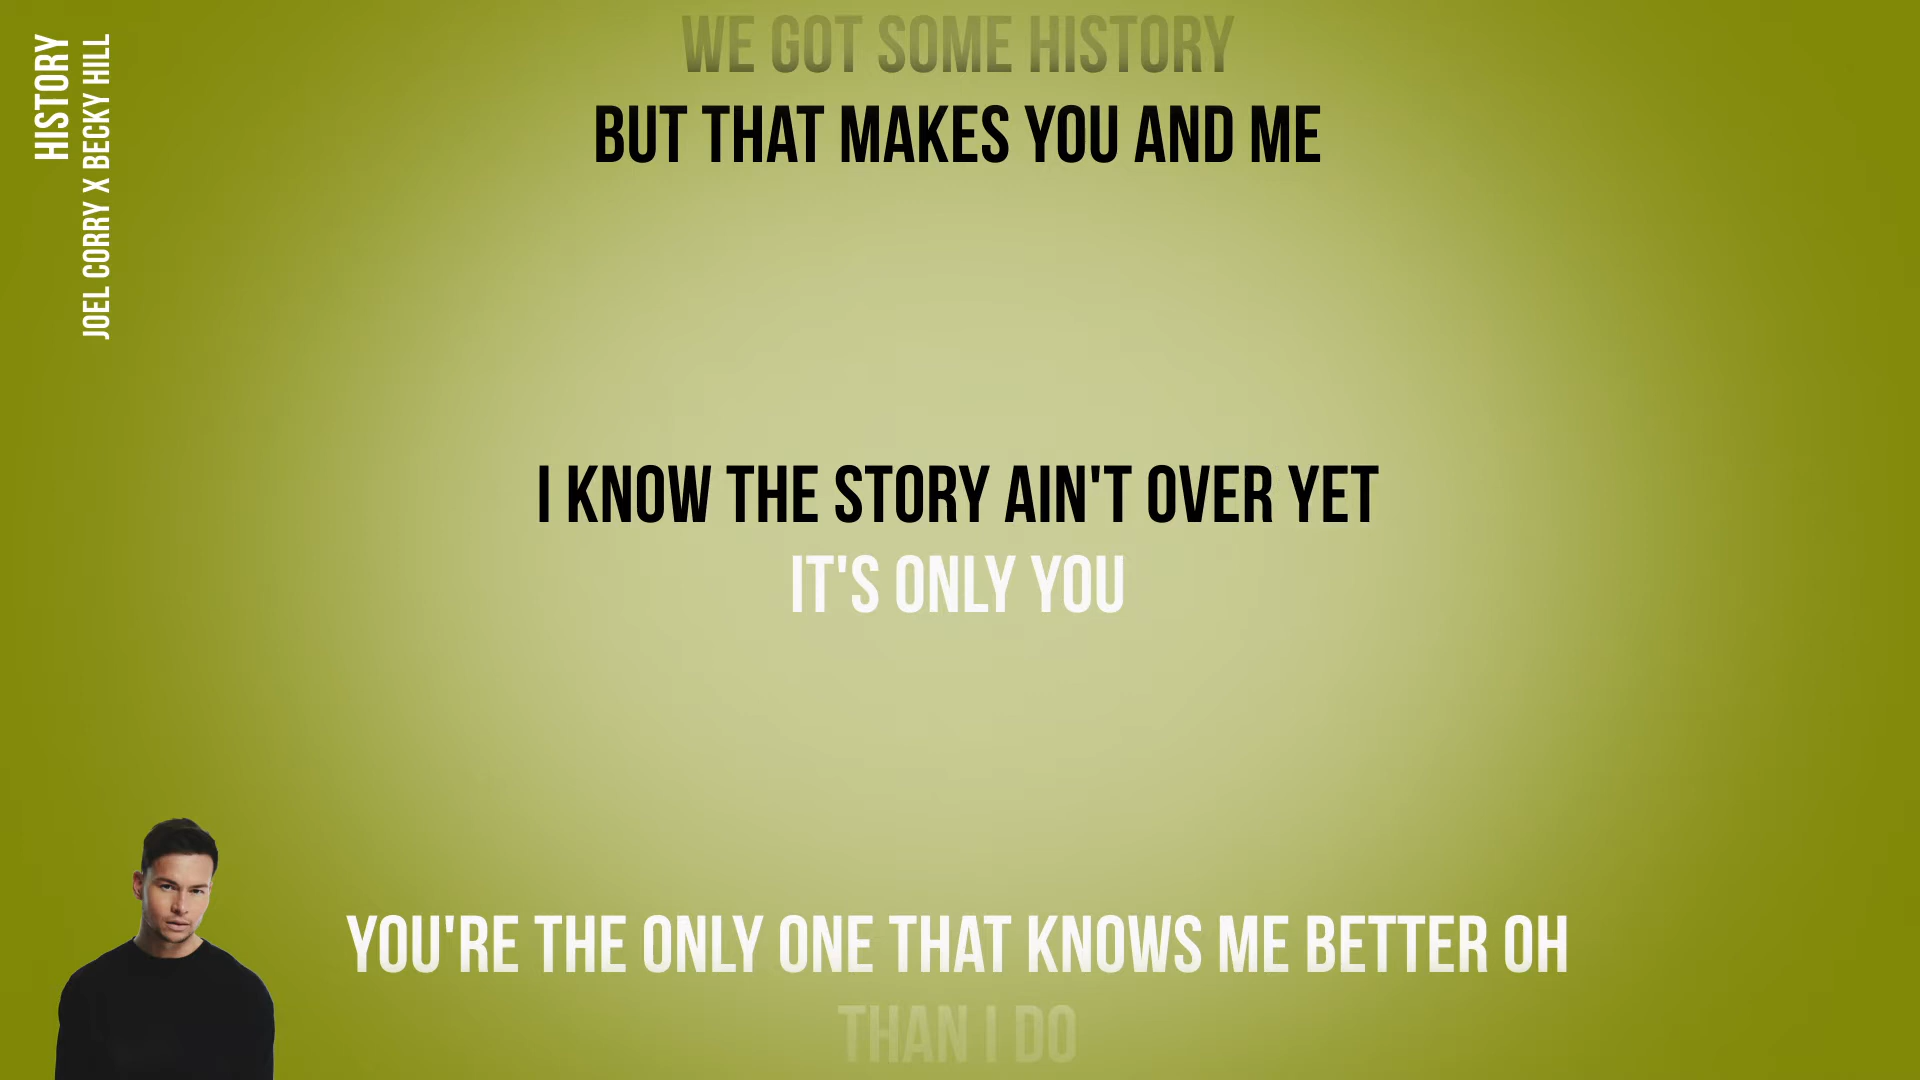 HISTORY
JOEL CORRY X BECKY HILL
WE GOT SOME HISTORY
BUT THAT MAKES YOU AND ME
I KNOW THE STORY AIN'T OVER YET
IT'S ONLY YOU
YOU'RE THE ONLY ONE THAT KNOWS ME BETTER OH
THAN I DO